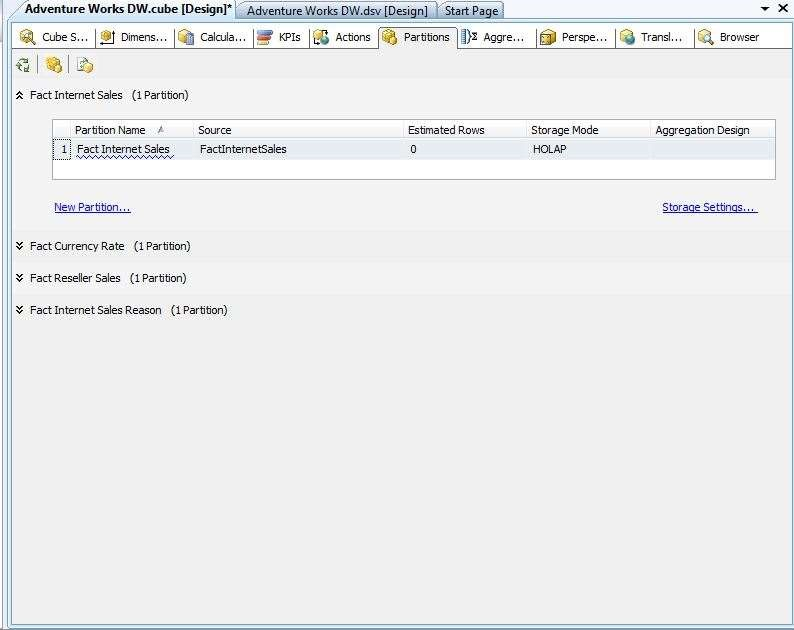 Adventure Works DW.cube [Design]* Adventure Works DW.dsv [Design] Start Page
Cube S... Dimens... Calcula... KPIs Actions Partitions Aggre... Perspe... Transl... Browser
Fact Internet Sales (1 Partition)
Partition Name Source Estimated Rows Storage Mode Aggregation Design
1 Fact Internet Sales FactInternetSales 0 HOLAP
New Partition... Storage Settings...
Fact Currency Rate (1 Partition)
Fact Reseller Sales (1 Partition)
Fact Internet Sales Reason (1 Partition)